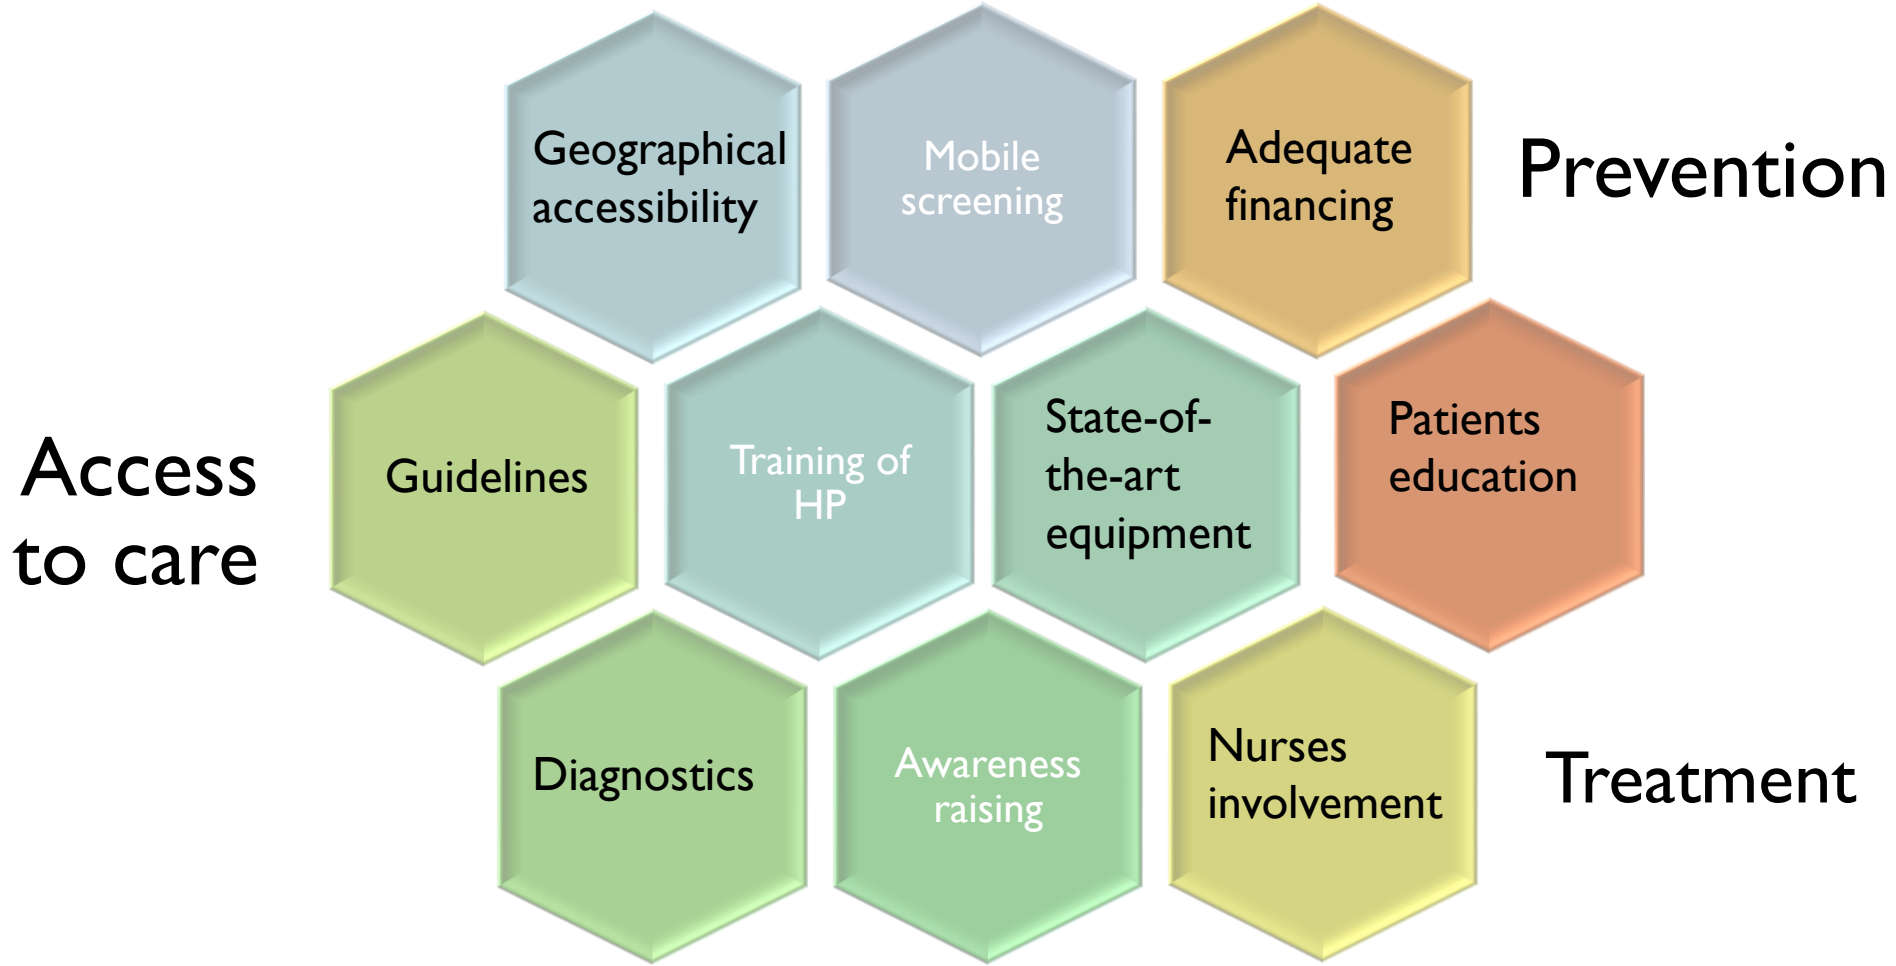 Geographical
accessibility
Mobile
screening
Adequate
financing
Prevention
Access
to care
Guidelines
Training of
HP
State-of-
the-art
equipment
Patients
education
Diagnostics
Awareness
raising
Nurses
involvement
Treatment